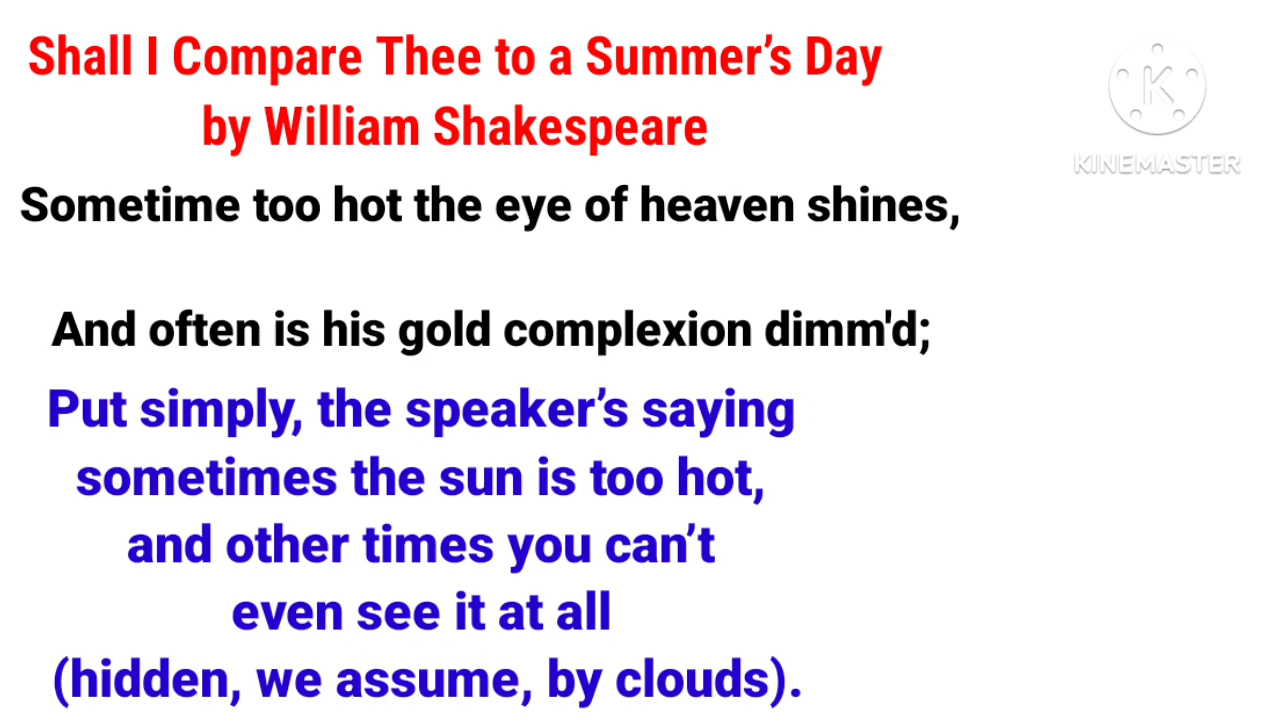 Shall I Compare Thee to a Summer’s Day
by William Shakespeare
Sometime too hot the eye of heaven shines,
And often is his gold complexion dimm'd;
Put simply, the speaker’s saying
sometimes the sun is too hot,
and other times you can’t
even see it at all
(hidden, we assume, by clouds).
K
KINEMASTER